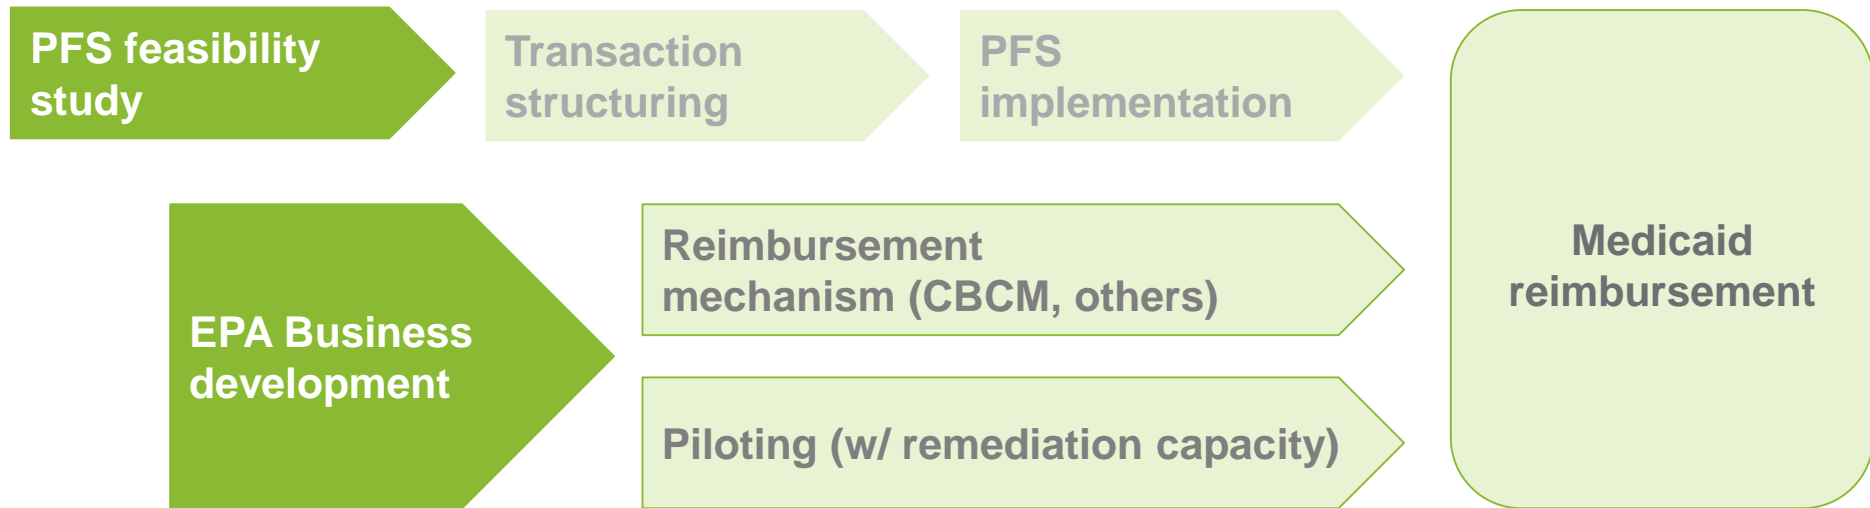 PFS feasibility
study
Transaction
structuring
PFS
implementation
EPA Business
development
Reimbursement
mechanism (CBCM, others)
Piloting (w/ remediation capacity)
Medicaid
reimbursement